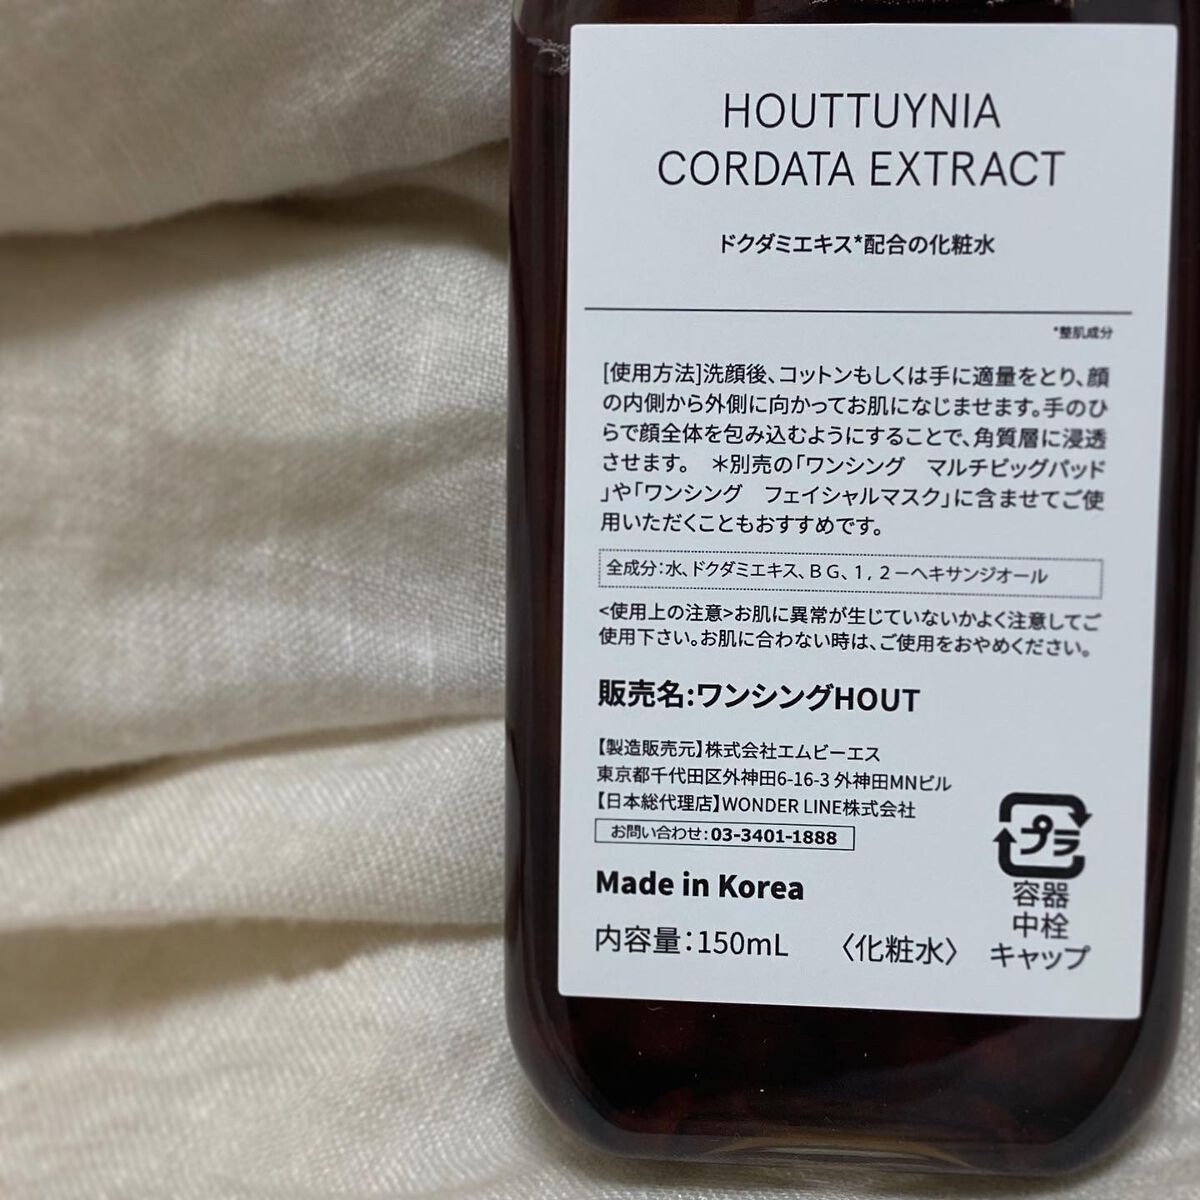 HOUTTUYNIA
CORDATA EXTRACT
ドクダミエキス*配合の化粧水
*整肌成分
[使用方法]洗顔後、コットンもしくは手に適量をとり、顔
の内側から外側に向かってお肌になじませます。手のひ
らで顔全体を包み込むようにすることで、角質層に浸透
させます。　＊別売の「ワンシング　マルチビッグパッド
」や「ワンシング　フェイシャルマスク」に含ませてご使
用いただくこともおすすめです。
全成分：水、ドクダミエキス、ＢＧ、１，２－ヘキサンジオール
<使用上の注意>お肌に異常が生じていないかよく注意してご
使用下さい。お肌に合わない時は、ご使用をおやめください。
販売名:ワンシングHOUT
【製造販売元】株式会社エムビーエス
東京都千代田区外神田6-16-3 外神田MNビル
【日本総代理店】WONDER LINE株式会社
お問い合わせ：03-3401-1888
Made in Korea
内容量：150mL 〈化粧水〉
プラ
容器
中栓
キャップ